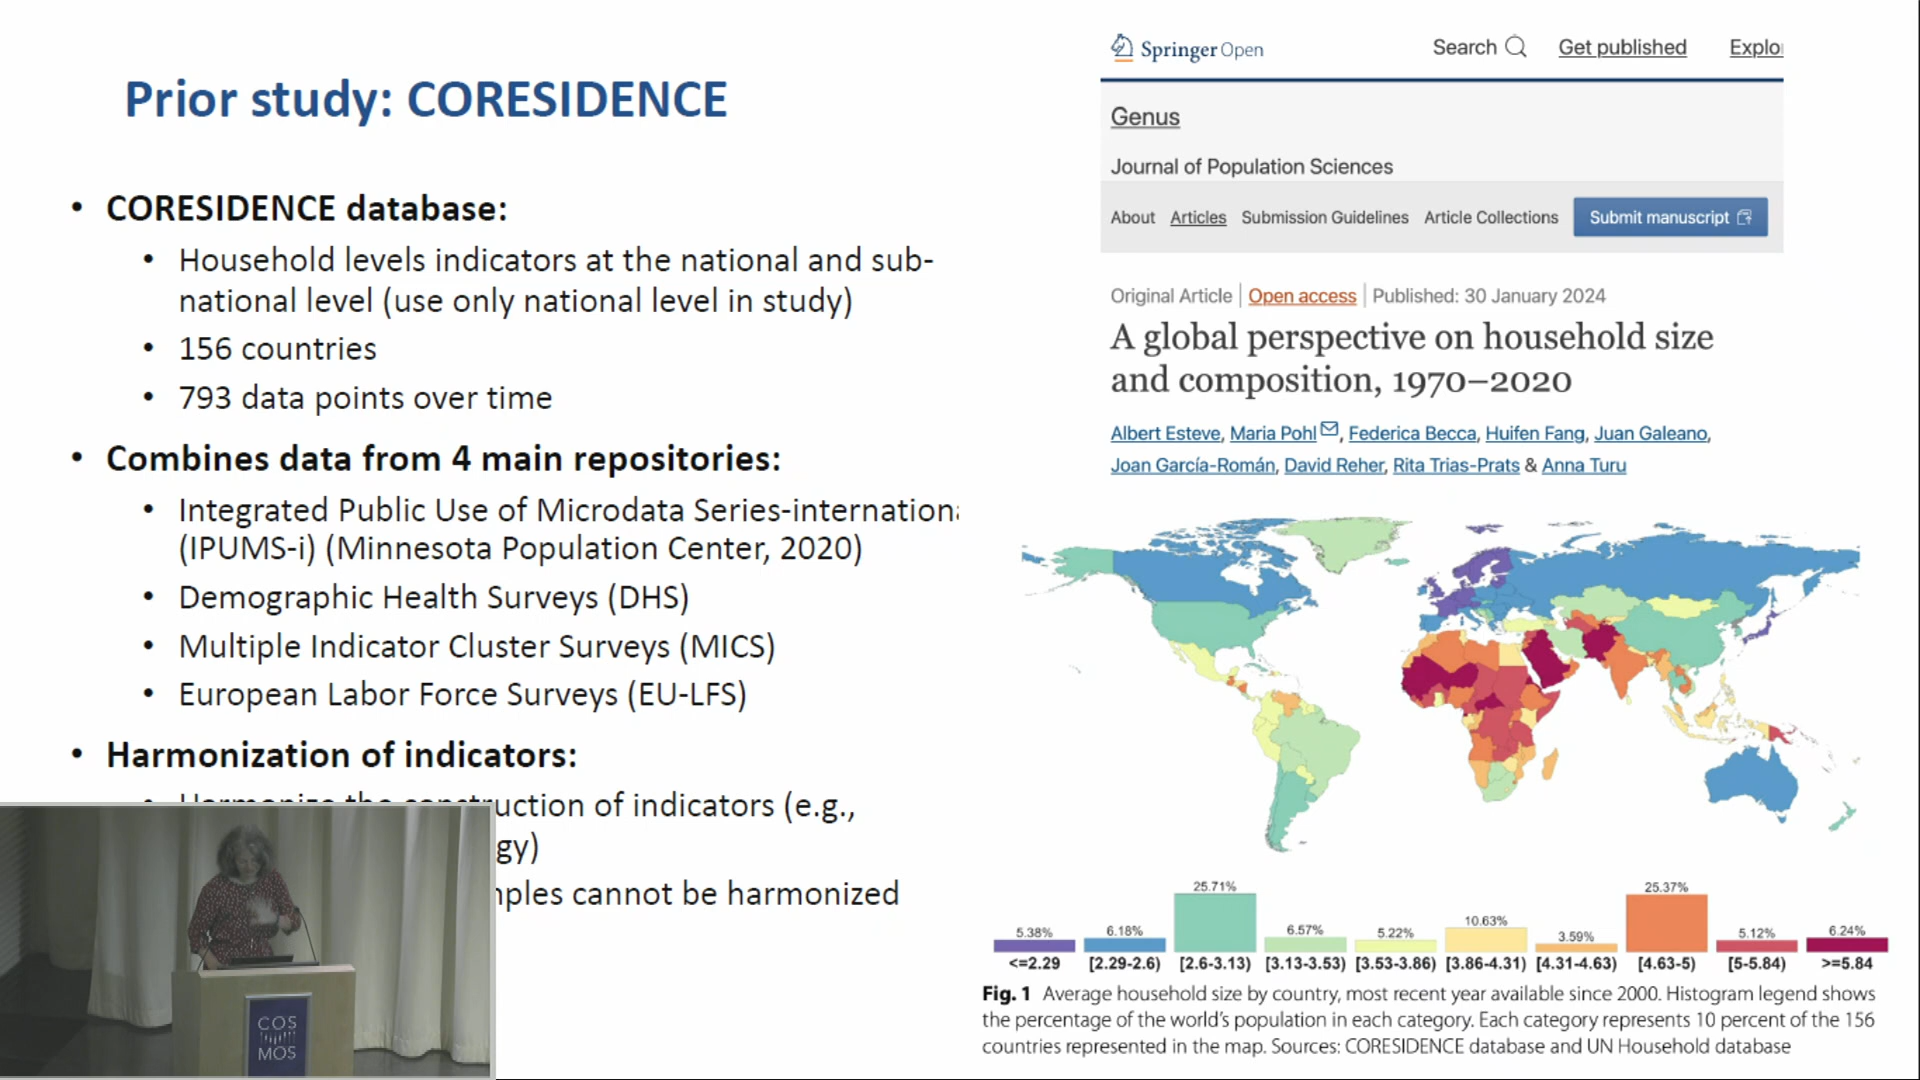 Prior study: CORESIDENCE
• CORESIDENCE database:
• Household levels indicators at the national and sub-
national level (use only national level in study)
• 156 countries
• 793 data points over time
• Combines data from 4 main repositories:
• Integrated Public Use of Microdata Series-internationa
(IPUMS-i) (Minnesota Population Center, 2020)
• Demographic Health Surveys (DHS)
• Multiple Indicator Cluster Surveys (MICS)
• European Labor Force Surveys (EU-LFS)
• Harmonization of indicators:
• Harmonize the construction of indicators (e.g.,
gy)
mples cannot be harmonized
COS
MOS
Springer Open
Search Get published Explo
Genus
Journal of Population Sciences
About Articles Submission Guidelines Article Collections Submit manuscript
Original Article | Open access | Published: 30 January 2024
A global perspective on household size
and composition, 1970–2020
Albert Esteve, Maria Pohl, Federica Becca, Huifen Fang, Juan Galeano,
Joan García-Román, David Reher, Rita Trias-Prats & Anna Turu
5.38% 6.18% 25.71% 6.57% 5.22% 10.63% 3.59% 25.37% 5.12% 6.24%
<=2.29 [2.29-2.6) [2.6-3.13) [3.13-3.53) [3.53-3.86) [3.86-4.31) [4.31-4.63) [4.63-5) [5-5.84) >=5.84
Fig. 1 Average household size by country, most recent year available since 2000. Histogram legend shows
the percentage of the world's population in each category. Each category represents 10 percent of the 156
countries represented in the map. Sources: CORESIDENCE database and UN Household database